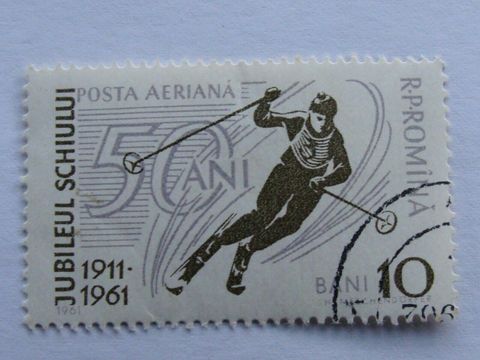 POSTA AERIANĂ
R.P.ROMÎNĂ
JUBILEUL SCHIULUI
50 ANI
1911-
1961
BANI 10
1961